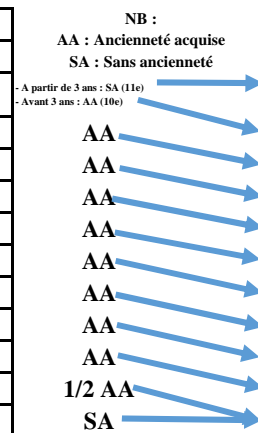 NB :
AA : Ancienneté acquise
SA : Sans ancienneté
- A partir de 3 ans : SA (11e)
- Avant 3 ans : AA (10e)
AA
AA
AA
AA
AA
AA
AA
AA
1/2 AA
SA